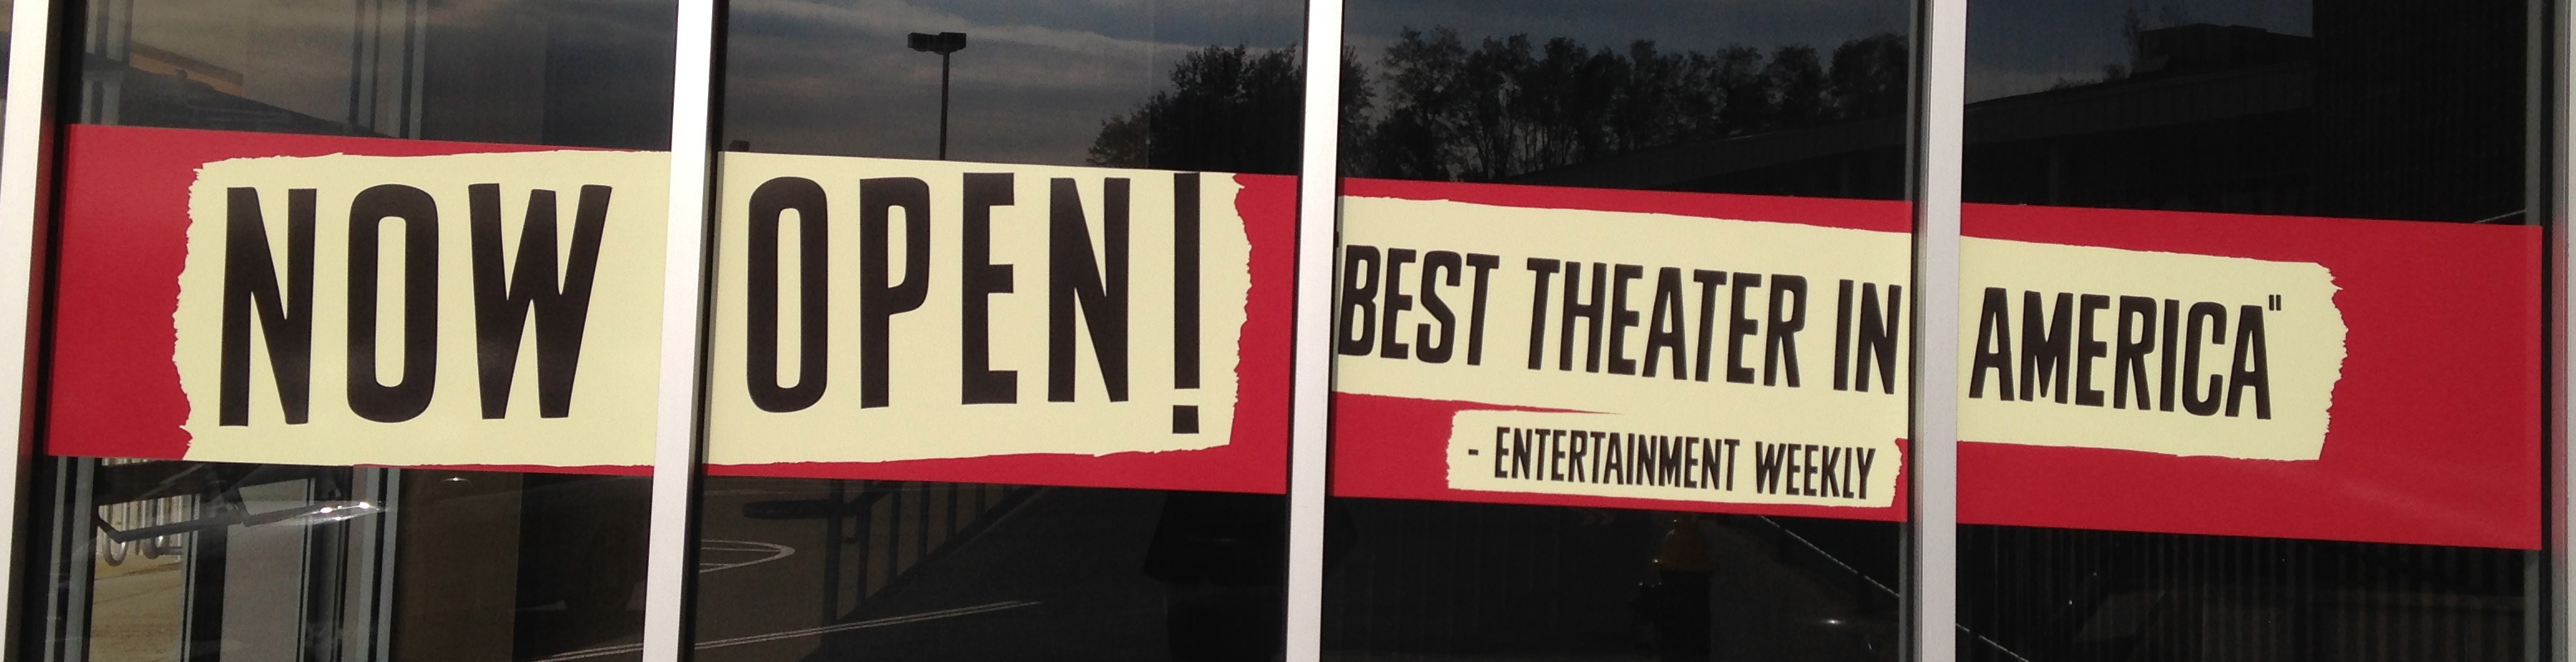 NOW OPEN!
BEST THEATER IN AMERICA"
- ENTERTAINMENT WEEKLY